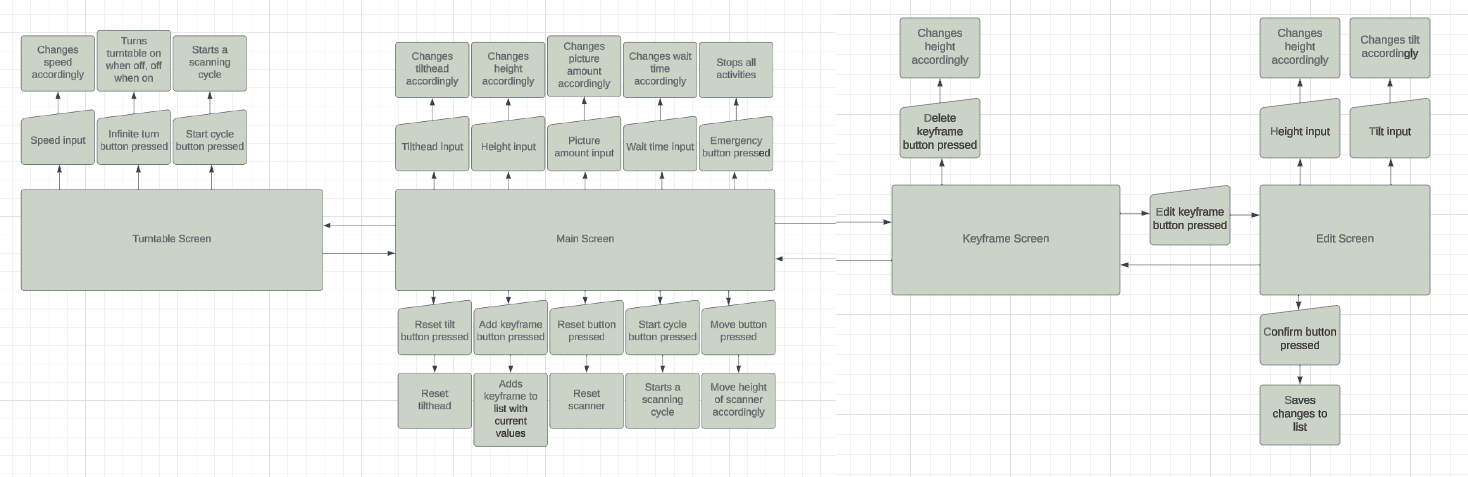 Changes
speed
accordingly
Turns
turntable on
when off, off
when on
Starts a
scanning
cycle
Speed input
Infinite turn
button pressed
Start cycle
button pressed
Turntable Screen
Changes
tilthead
accordingly
Changes
height
accordingly
Changes
picture
amount
accordingly
Changes wait
time
accordingly
Stops all
activities
Tilthead input
Height input
Picture
amount input
Wait time input
Emergency
button pressed
Main Screen
Reset tilt
button pressed
Add keyframe
button pressed
Reset button
pressed
Start cycle
button pressed
Move button
pressed
Reset
tilthead
Adds
keyframe to
list with
current
values
Reset
scanner
Starts a
scanning
cycle
Move height
of scanner
accordingly
Changes
height
accordingly
Delete
keyframe
button pressed
Keyframe Screen
Edit keyframe
button pressed
Changes
height
accordingly
Changes tilt
accordingly
Height input
Tilt input
Edit Screen
Confirm button
pressed
Saves
changes to
list